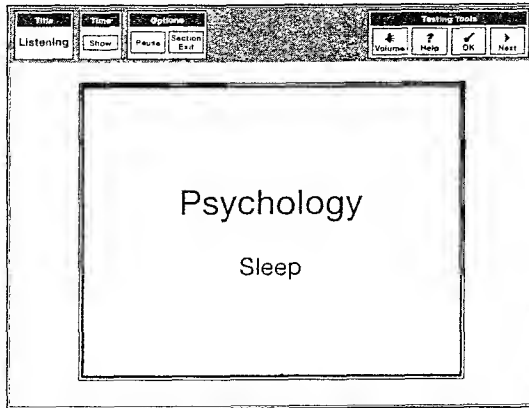 Title
Time
Options
Testing Tools
Listening
Show
Pause
Section
Exit
Volume
?
Help
OK
Next
Psychology
Sleep